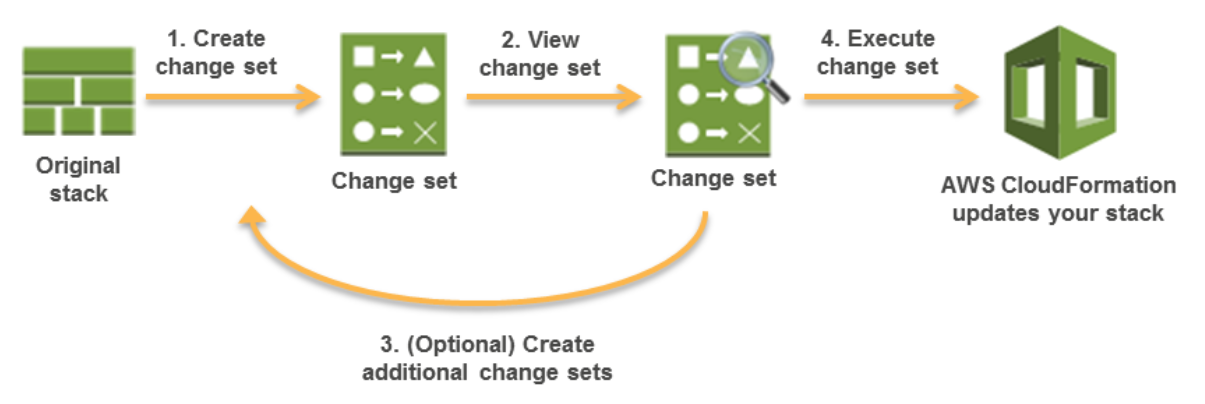 1. Create
change set
2. View
change set
4. Execute
change set
Original
stack
Change set
Change set
AWS CloudFormation
updates your stack
3. (Optional) Create
additional change sets